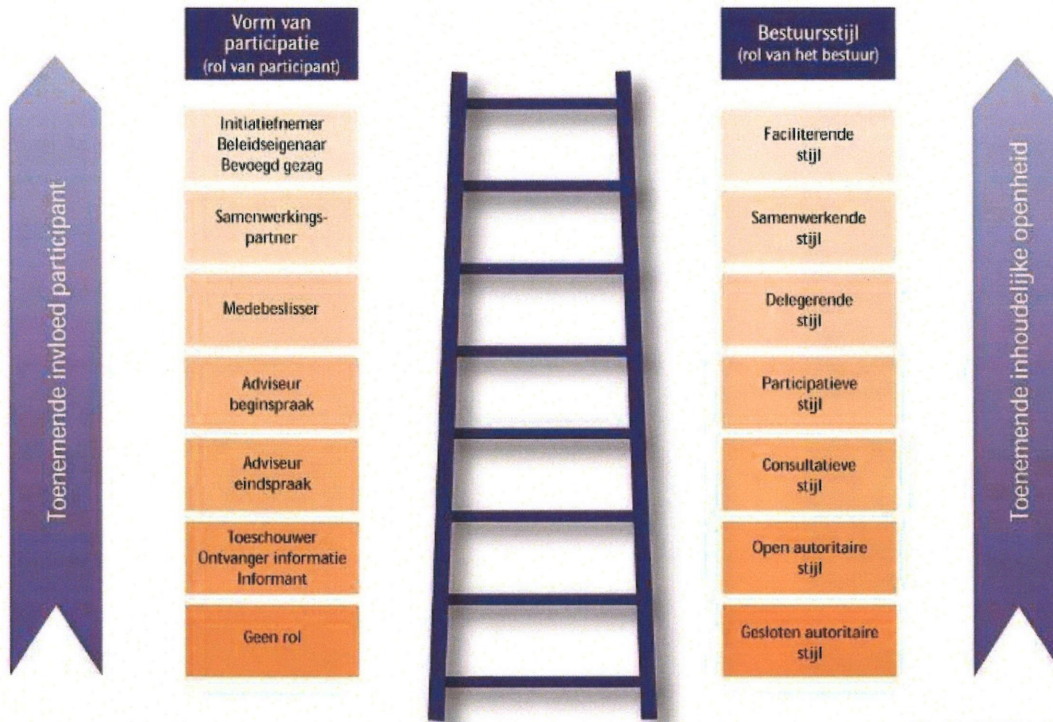 Vorm van
participatie
(rol van participant)
Bestuursstijl
(rol van het bestuur)
Toenemende invloed participant
Initiatiefnemer
Beleidseigenaar
Bevoegd gezag
Faciliterende
stijl
Samenwerkings-
partner
Samenwerkende
stijl
Medebeslisser
Delegerende
stijl
Adviseur
beginspraak
Participatieve
stijl
Adviseur
eindspraak
Consultatieve
stijl
Toeschouwer
Ontvanger informatie
Informant
Open autoritaire
stijl
Geen rol
Gesloten autoritaire
stijl
Toenemende inhoudelijke openheid